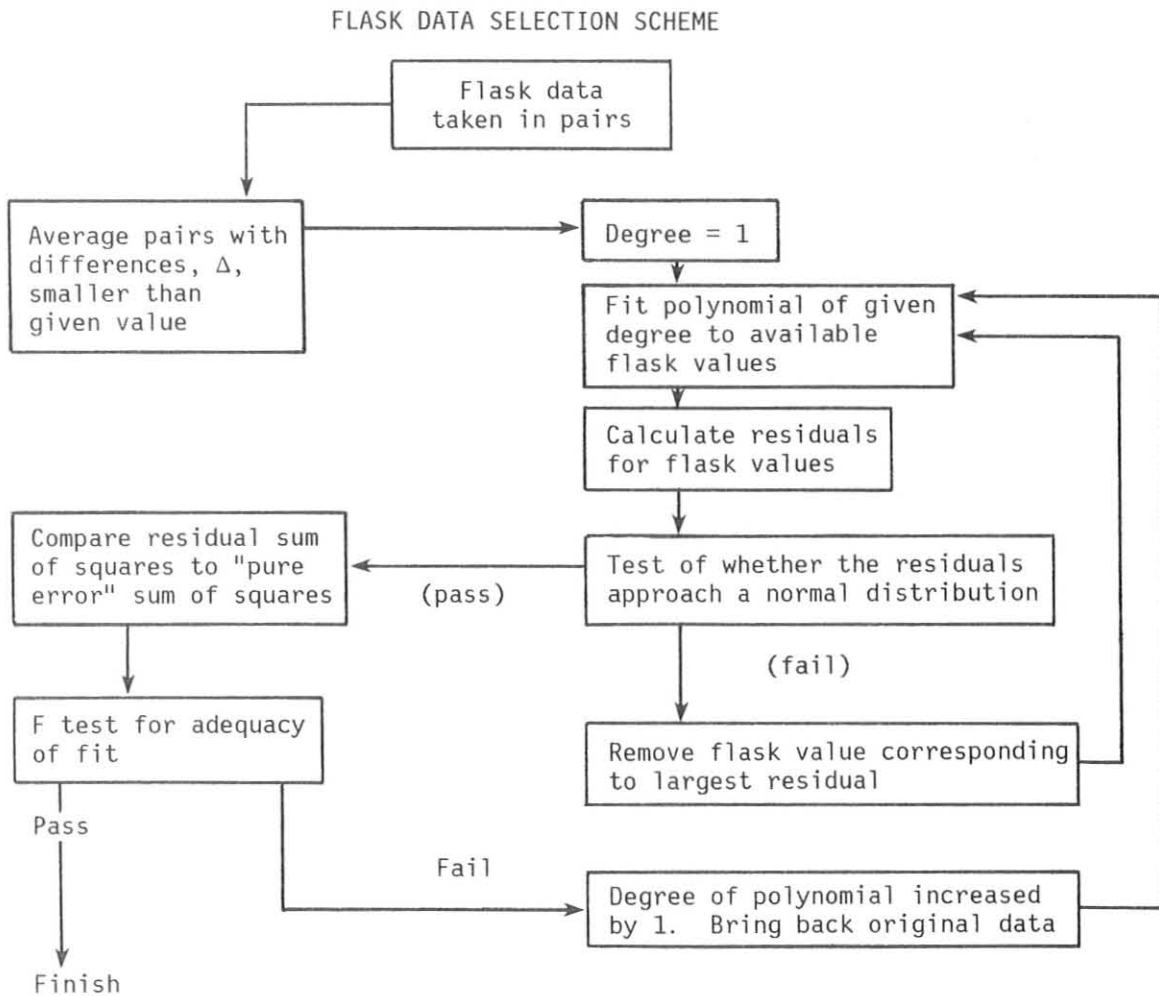 FLASK DATA SELECTION SCHEME
Flask data
taken in pairs
Average pairs with
differences, Δ,
smaller than
given value
Degree = 1
Fit polynomial of given
degree to available
flask values
Calculate residuals
for flask values
Test of whether the residuals
approach a normal distribution
(pass)
Compare residual sum
of squares to "pure
error" sum of squares
(fail)
Remove flask value corresponding
to largest residual
F test for adequacy
of fit
Pass
Fail
Degree of polynomial increased
by 1. Bring back original data
Finish